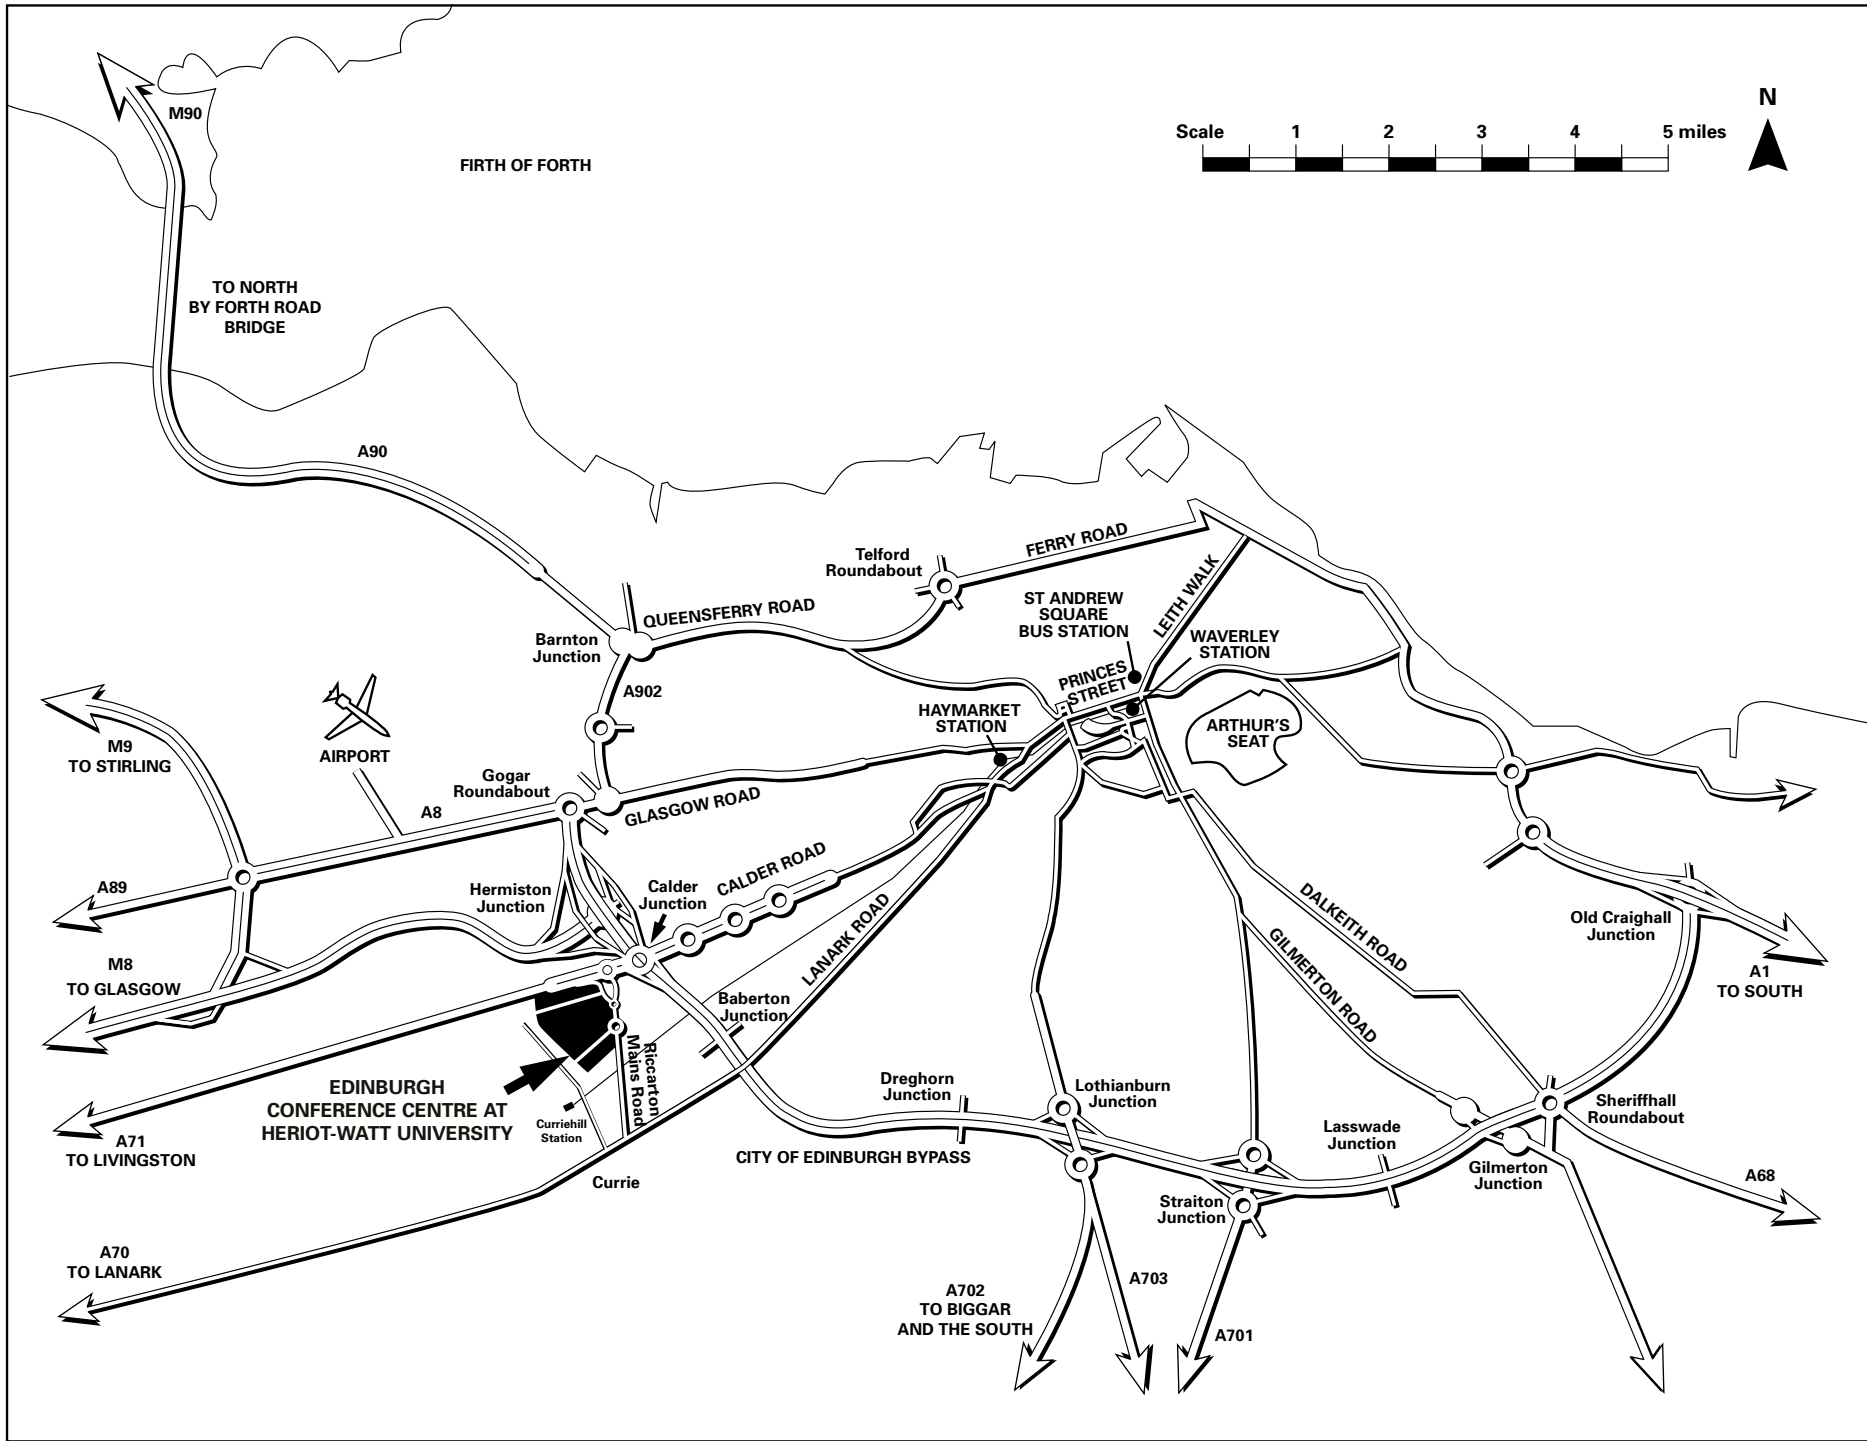 M90
N
Scale 1 2 3 4 5 miles
FIRTH OF FORTH
TO NORTH
BY FORTH ROAD
BRIDGE
A90
Telford
Roundabout
FERRY ROAD
LEITH WALK
ST ANDREW
SQUARE
BUS STATION
QUEENSFERRY ROAD
Barnton
Junction
WAVERLEY
STATION
PRINCES
STREET
A902
HAYMARKET
STATION
ARTHUR'S
SEAT
M9
TO STIRLING
AIRPORT
Gogar
Roundabout
A8
GLASGOW ROAD
CALDER ROAD
A89
Hermiston
Junction
Calder
Junction
LANARK ROAD
DALKEITH ROAD
Old Craighall
Junction
GILMERTON ROAD
M8
TO GLASGOW
A1
TO SOUTH
Baberton
Junction
Riccarton
Mains Road
EDINBURGH
CONFERENCE CENTRE AT
HERIOT-WATT UNIVERSITY
Curriehill
Station
Dreghorn
Junction
Lothianburn
Junction
Sheriffhall
Roundabout
Lasswade
Junction
A71
TO LIVINGSTON
CITY OF EDINBURGH BYPASS
Gilmerton
Junction
A68
Currie
Straiton
Junction
A70
TO LANARK
A703
A702
TO BIGGAR
AND THE SOUTH
A701